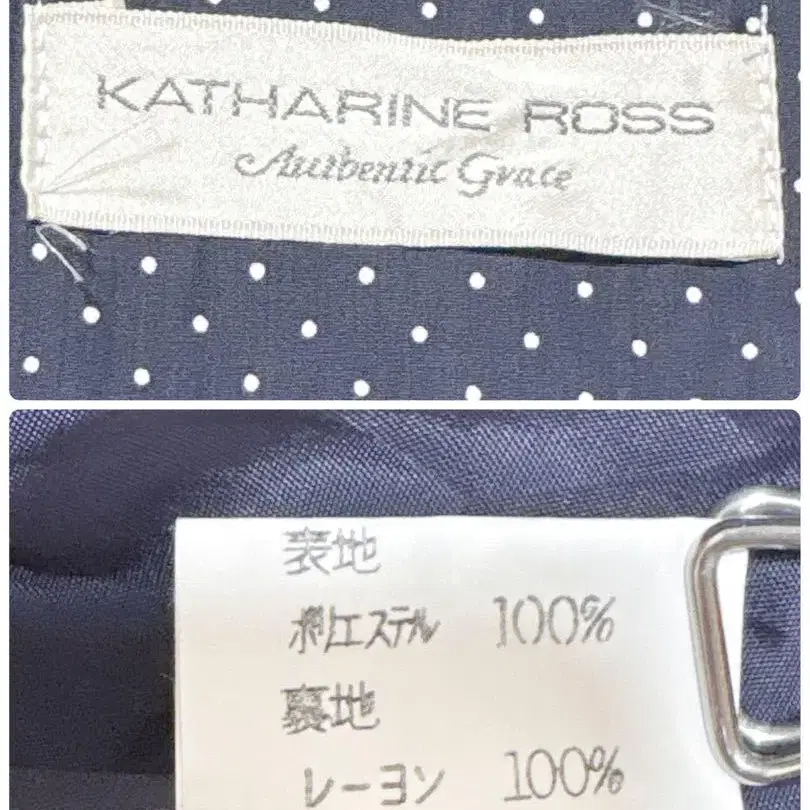 KATHARINE ROSS
Authentic Grace
表地
ポリエステル 100%
裏地
レーヨン 100%